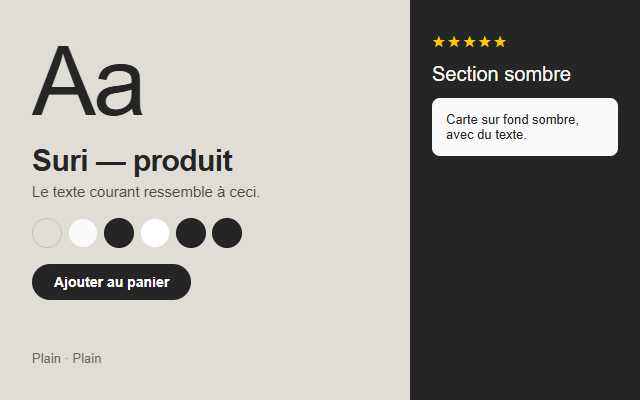 Aa
Suri — produit
Le texte courant ressemble à ceci.
Ajouter au panier
Plain · Plain
Section sombre
Carte sur fond sombre,
avec du texte.